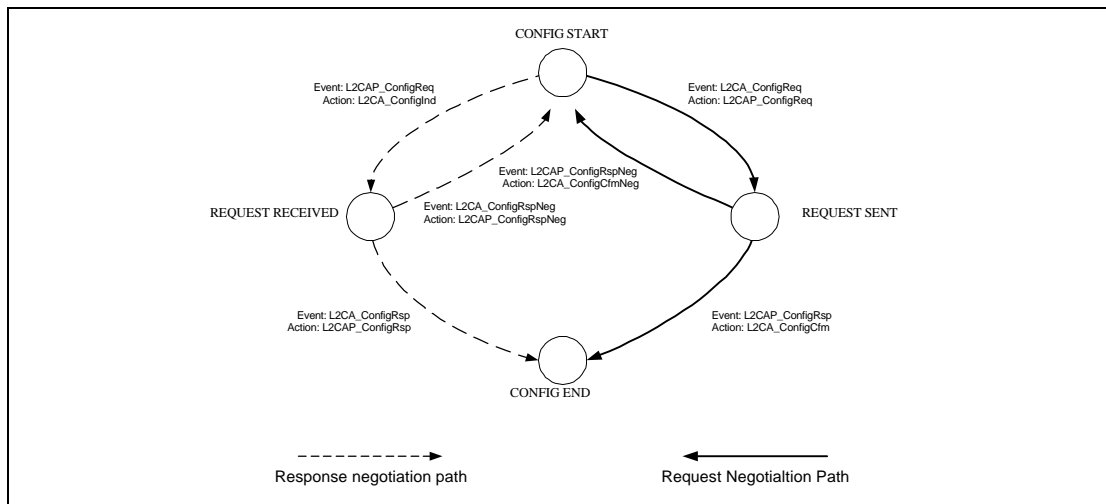 CONFIG START
Event: L2CAP_ConfigReq
Action: L2CA_ConfigInd
Event: L2CA_ConfigReq
Action: L2CAP_ConfigReq
Event: L2CAP_ConfigRspNeg
Action: L2CA_ConfigCfmNeg
Event: L2CA_ConfigRspNeg
Action: L2CAP_ConfigRspNeg
REQUEST RECEIVED
REQUEST SENT
Event: L2CA_ConfigRsp
Action: L2CAP_ConfigRsp
Event: L2CAP_ConfigRsp
Action: L2CA_ConfigCfm
CONFIG END
Response negotiation path
Request Negotialtion Path